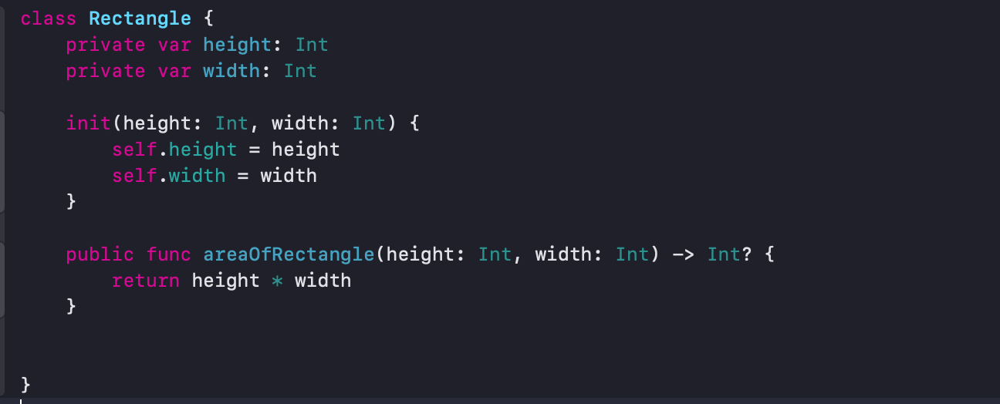 class Rectangle {
    private var height: Int
    private var width: Int

    init(height: Int, width: Int) {
        self.height = height
        self.width = width
    }

    public func areaOfRectangle(height: Int, width: Int) -> Int? {
        return height * width
    }


}